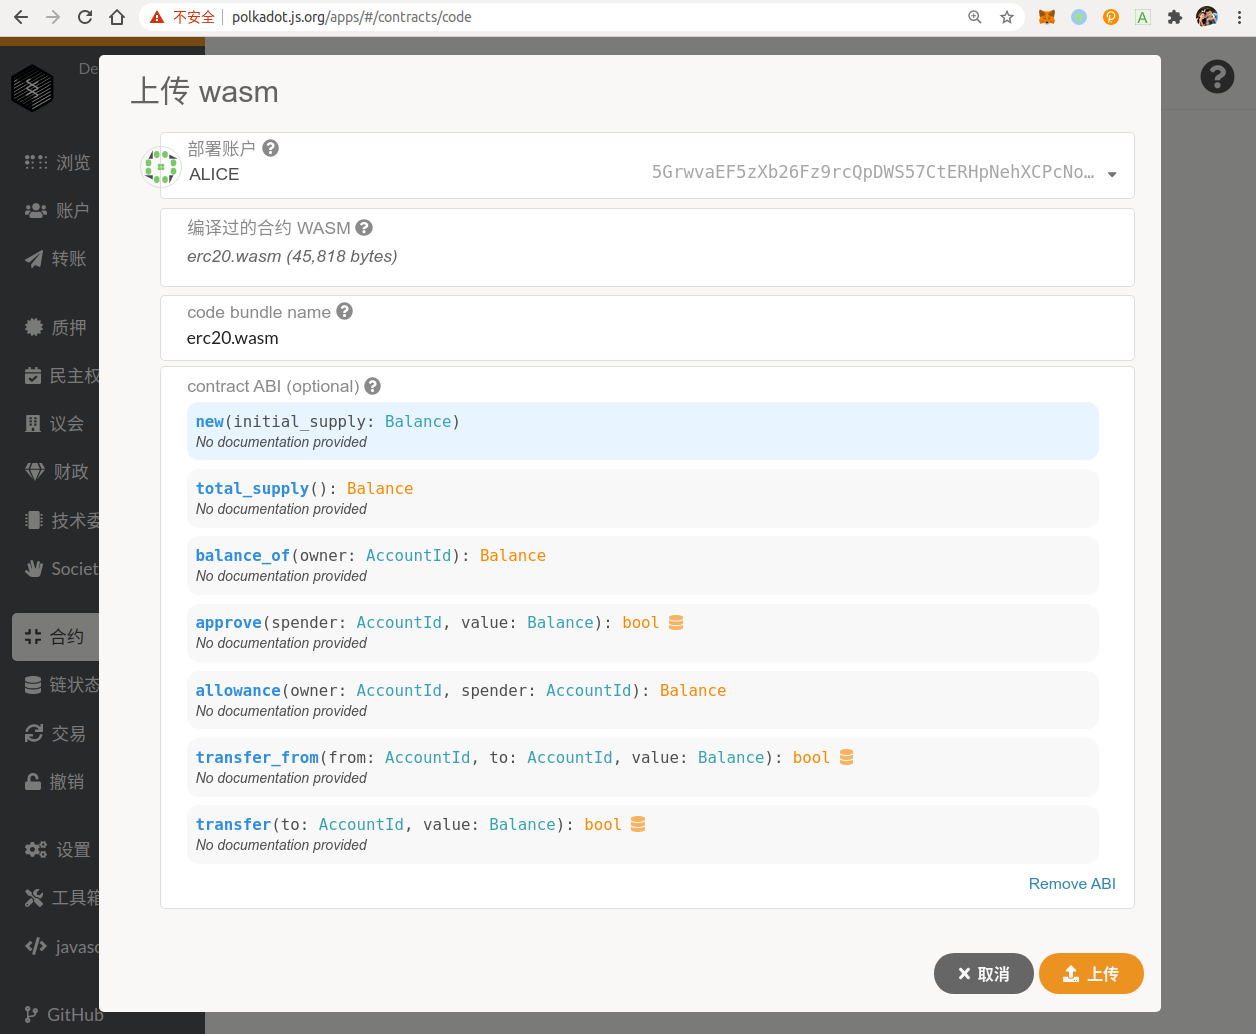 不安全 polkadot.js.org/apps/#/contracts/code
De
上传 wasm
部署账户
ALICE 5GrwvaEF5zXb26Fz9rcQpDWS57CtERHpNehXCPcNo…
编译过的合约 WASM
erc20.wasm (45,818 bytes)
code bundle name
erc20.wasm
contract ABI (optional)
new(initial_supply: Balance)
No documentation provided
total_supply(): Balance
No documentation provided
balance_of(owner: AccountId): Balance
No documentation provided
approve(spender: AccountId, value: Balance): bool
No documentation provided
allowance(owner: AccountId, spender: AccountId): Balance
No documentation provided
transfer_from(from: AccountId, to: AccountId, value: Balance): bool
No documentation provided
transfer(to: AccountId, value: Balance): bool
No documentation provided
Remove ABI
取消
上传
浏览
账户
转账
质押
民主权
议会
财政
技术委
Societ
合约
链状态
交易
撤销
设置
工具箱
javasc
GitHub